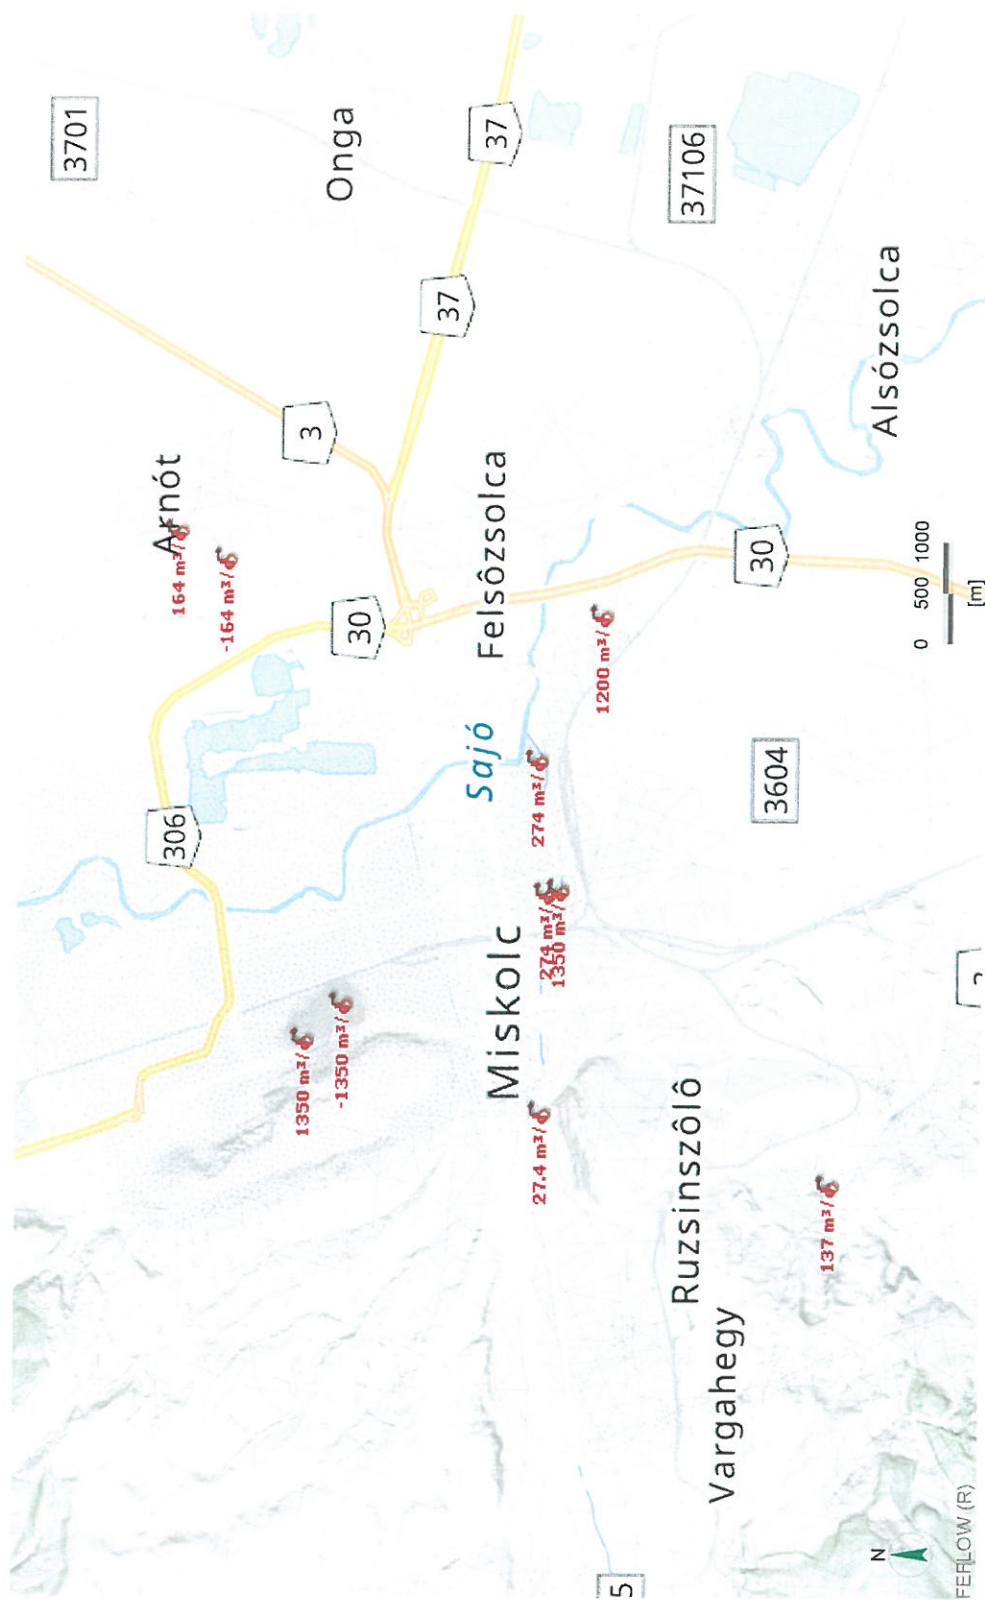 3701
Onga
37
37
37106
3
Arnót
164 m³/
-164 m³/
30
Felsôzsolca
Alsózsolca
30
1200 m³/
0 500 1000
[m]
306
Sajó
274 m³/
3604
Miskolc
274 m³/
1350 m³/
1350 m³/
-1350 m³/
27.4 m³/
Ruzsinszôlô
137 m³/
Vargahegy
5
N
FEFLOW (R)